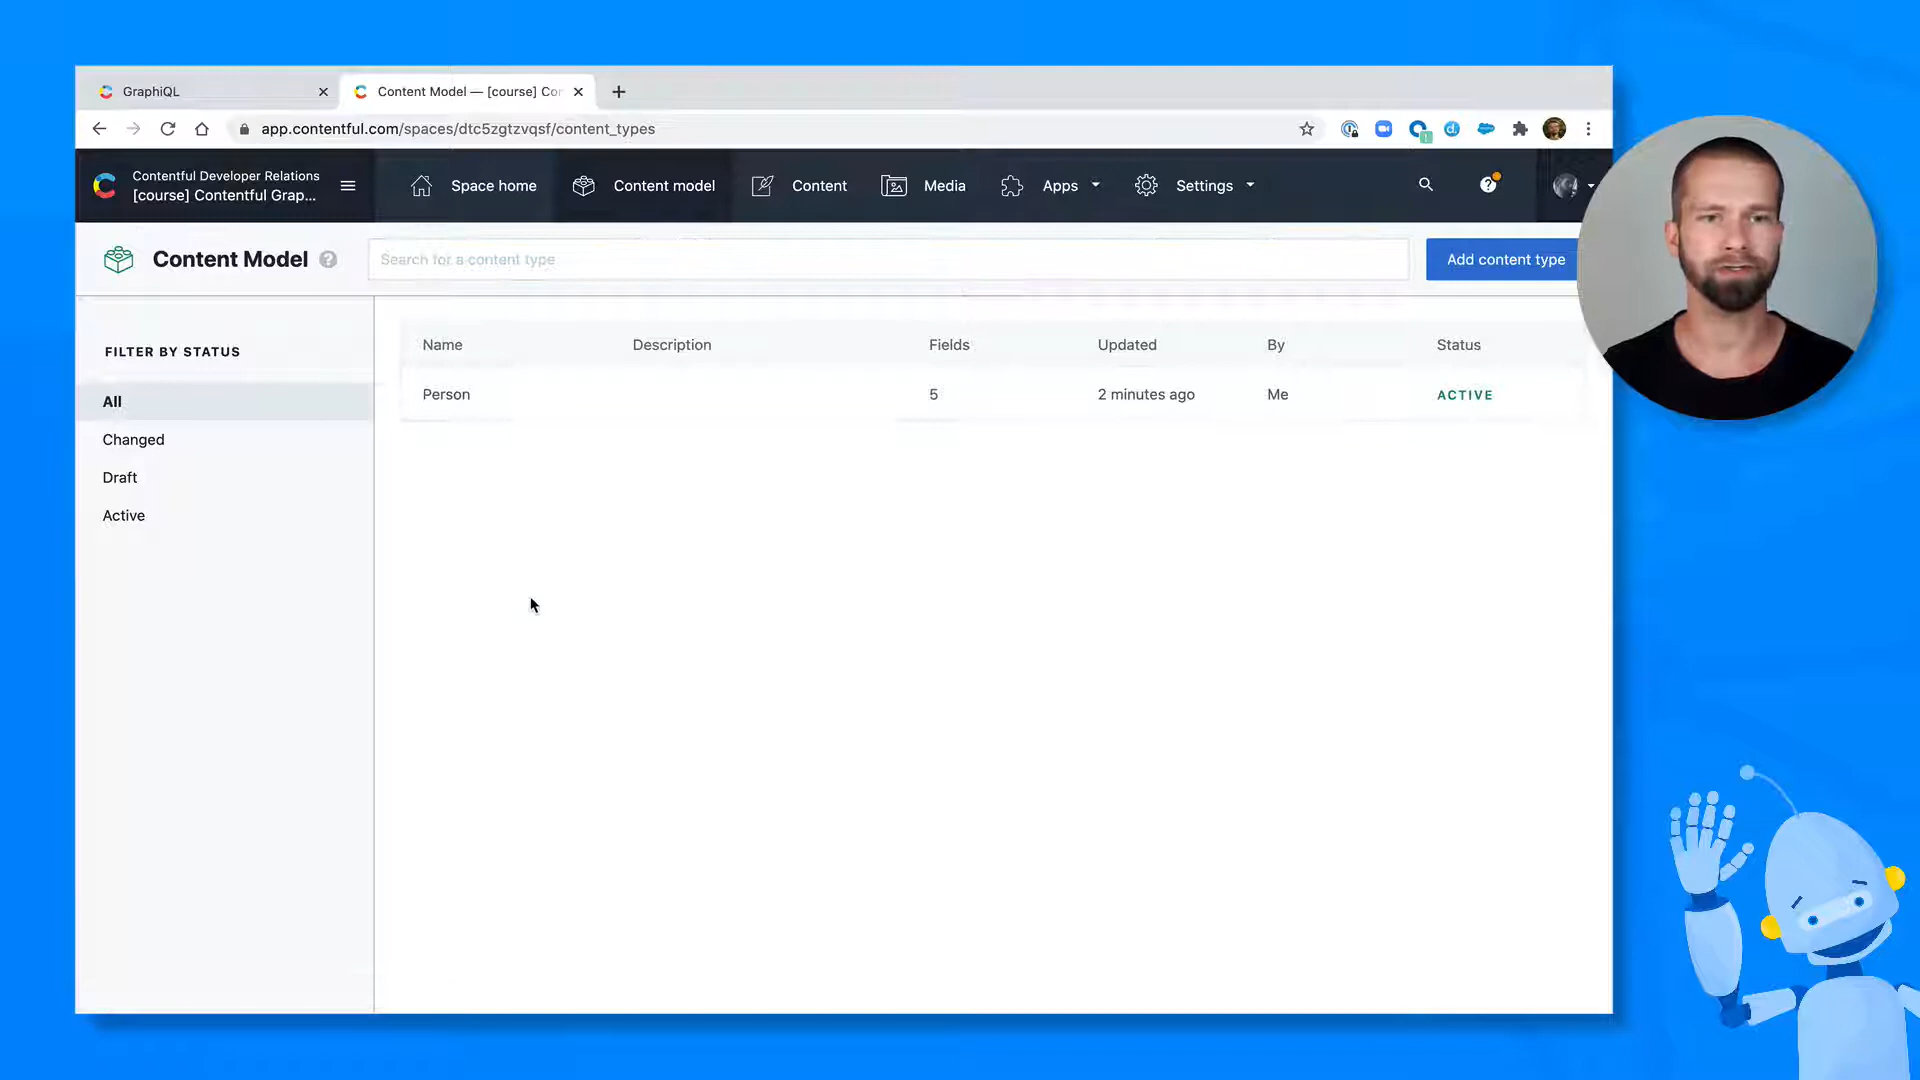 GraphiQL
Content Model — [course] Co
app.contentful.com/spaces/dtc5zgtzvqsf/content_types
Contentful Developer Relations
[course] Contentful Grap...
Space home
Content model
Content
Media
Apps
Settings
Content Model
Search for a content type
Add content type
FILTER BY STATUS
All
Changed
Draft
Active
Name Description Fields Updated By Status
Person 5 2 minutes ago Me ACTIVE